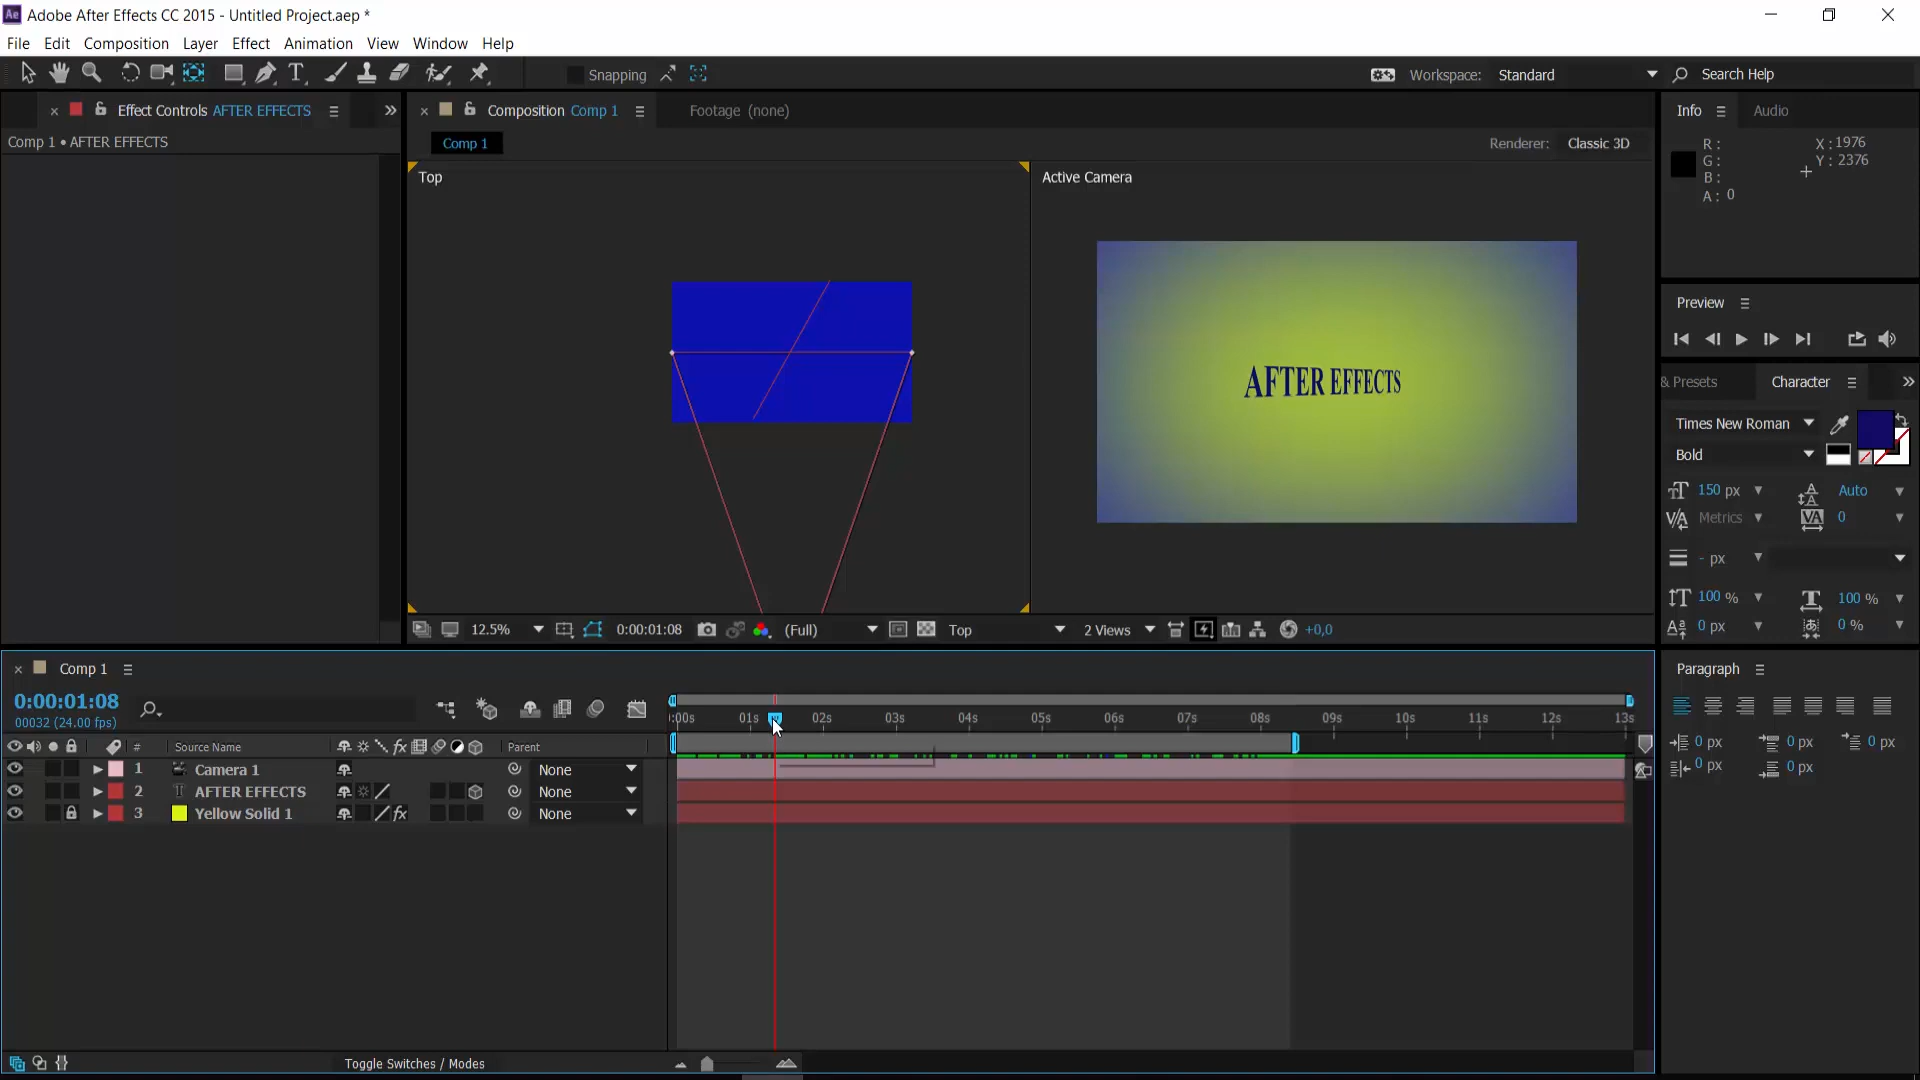 Ae Adobe After Effects CC 2015 - Untitled Project.aep *
File Edit Composition Layer Effect Animation View Window Help
T Snapping Workspace: Standard Search Help
× Effect Controls AFTER EFFECTS
Comp 1 • AFTER EFFECTS
× Composition Comp 1
Footage (none)
Comp 1
Renderer: Classic 3D
Top
Active Camera
AFTER EFFECTS
12.5% 0:00:01:08 (Full) Top 2 Views +0,0
Info Audio
R : X : 1976
G : Y : 2376
B :
A : 0
Preview
& Presets Character
Times New Roman
Bold
150 px Auto
Metrics 0
- px
100 % 100 %
0 px 0 %
Paragraph
0 px 0 px 0 px
0 px 0 px
× Comp 1
0:00:01:08
00032 (24.00 fps)
:00s 01s 02s 03s 04s 05s 06s 07s 08s 09s 10s 11s 12s 13s
# Source Name fx Parent
1 Camera 1 None
2 AFTER EFFECTS None
3 Yellow Solid 1 fx None
Toggle Switches / Modes